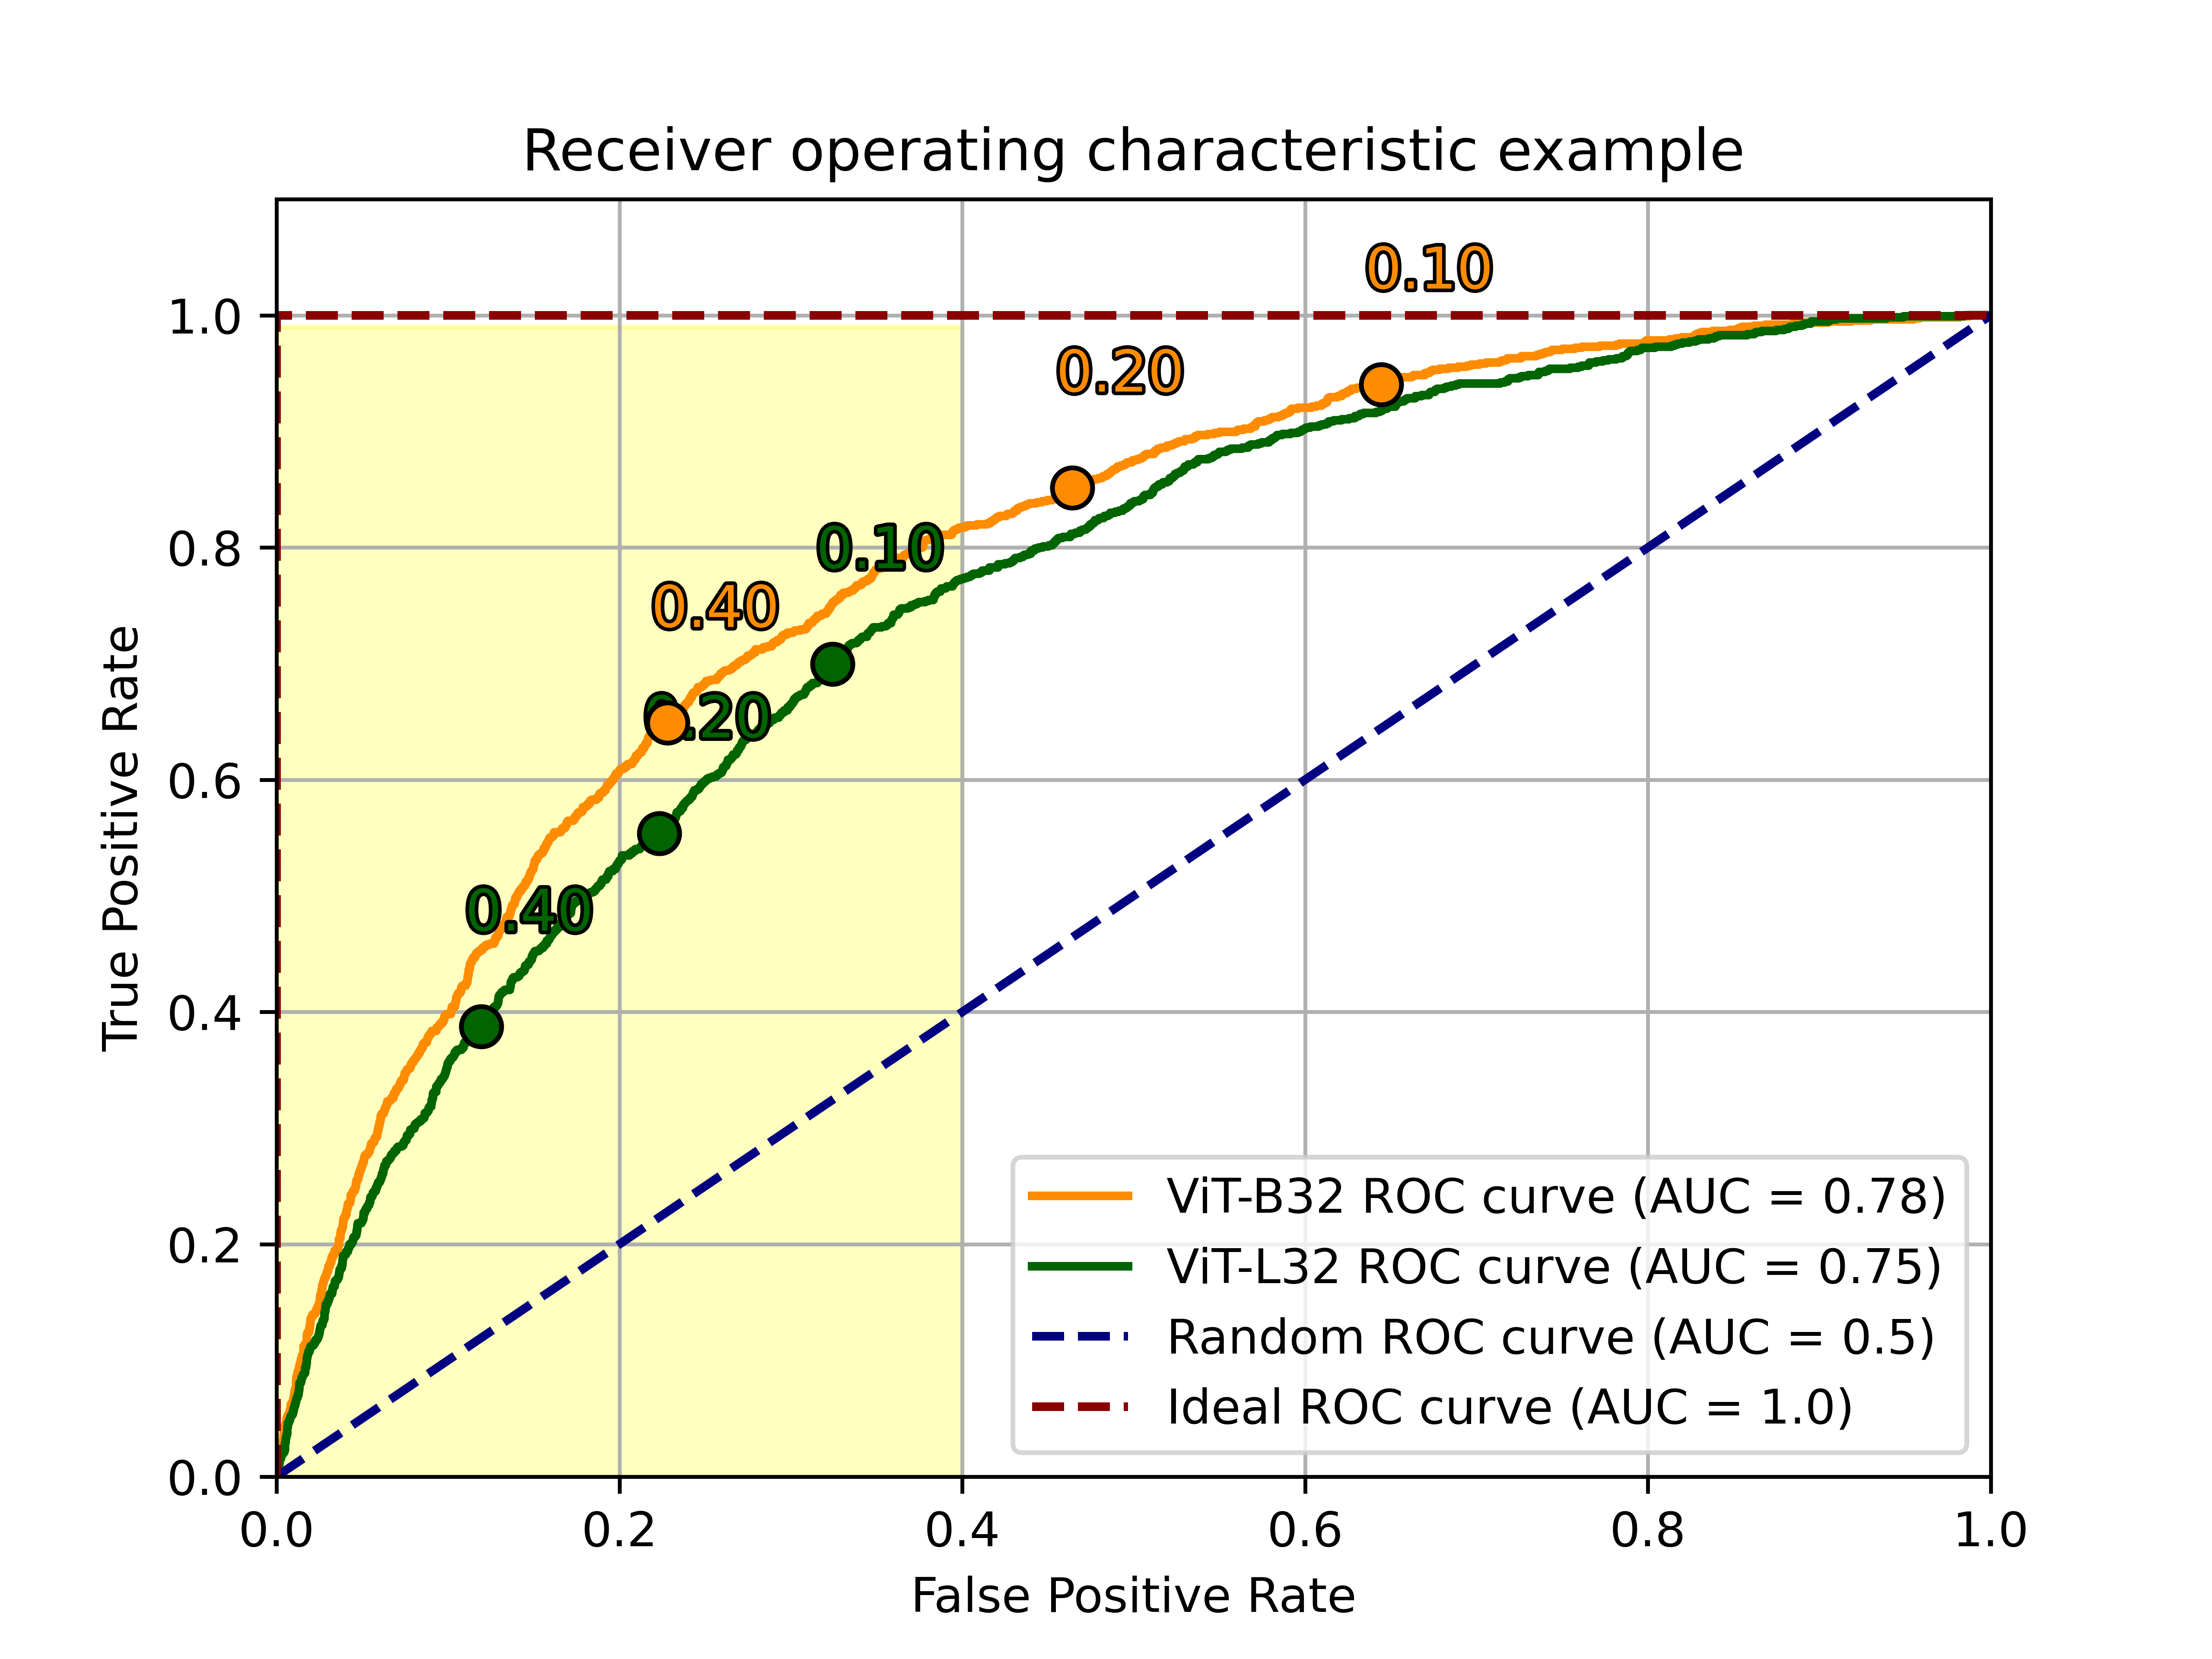 Receiver operating characteristic example
0.10
1.0
0.20
0.8
0.10
0.40
0.20
0.6
0.40
0.4
0.2
0.0
True Positive Rate
ViT-B32 ROC curve (AUC = 0.78)
ViT-L32 ROC curve (AUC = 0.75)
Random ROC curve (AUC = 0.5)
Ideal ROC curve (AUC = 1.0)
0.0 0.2 0.4 0.6 0.8 1.0
False Positive Rate